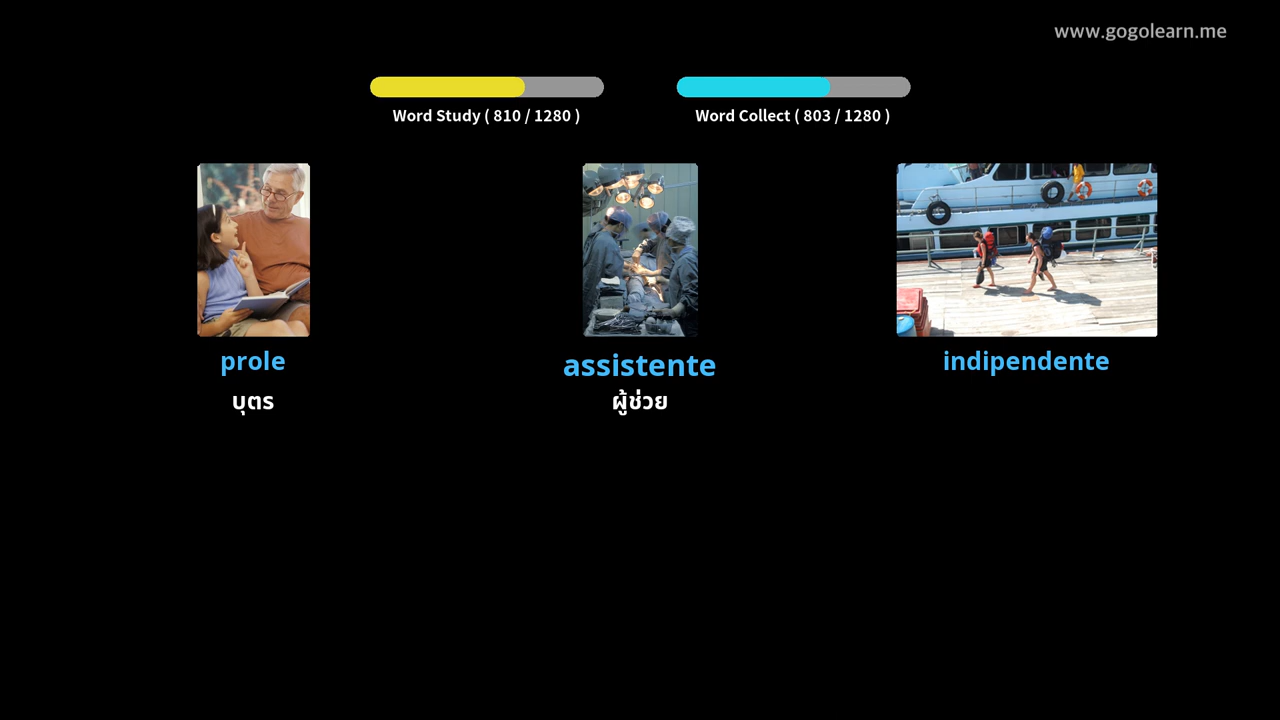 www.gogolearn.me
Word Study ( 810 / 1280 )
Word Collect ( 803 / 1280 )
prole
บุตร
assistente
ผู้ช่วย
indipendente